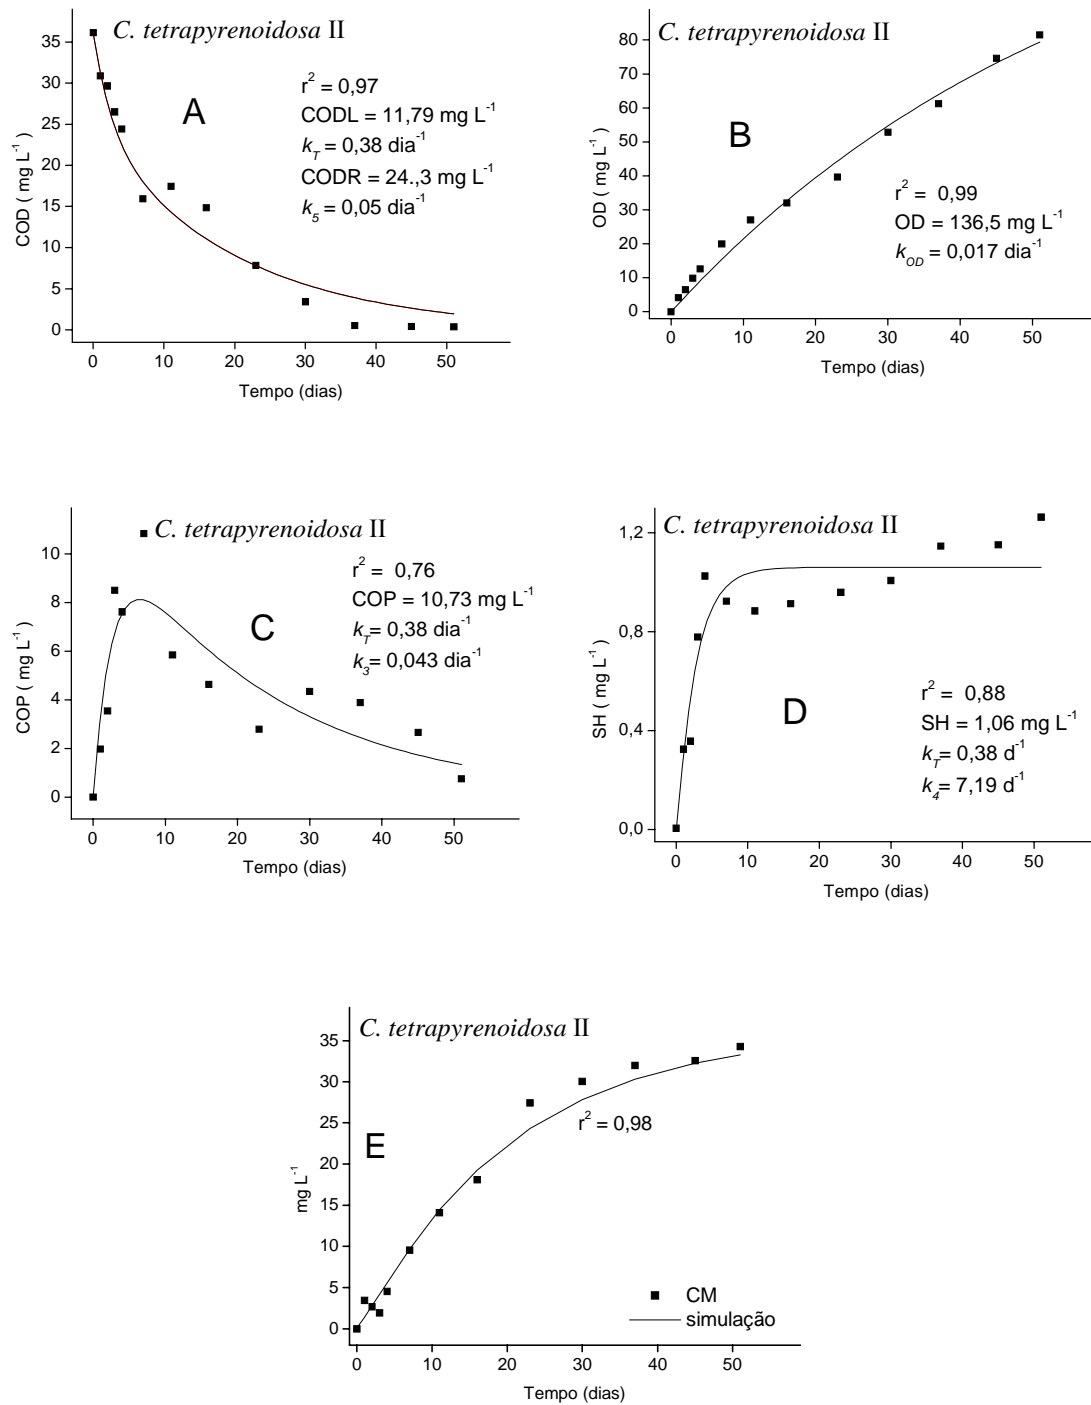 C. tetrapyrenoidosa II
A
r² = 0,97
CODL = 11,79 mg L⁻¹
k_T = 0,38 dia⁻¹
CODR = 24.,3 mg L⁻¹
k_5 = 0,05 dia⁻¹
COD ( mg L⁻¹ )
35
30
25
20
15
10
5
0
0 10 20 30 40 50
Tempo (dias)
C. tetrapyrenoidosa II
B
r² = 0,99
OD = 136,5 mg L⁻¹
k_OD = 0,017 dia⁻¹
OD ( mg L⁻¹ )
80
70
60
50
40
30
20
10
0
0 10 20 30 40 50
Tempo (dias)
C. tetrapyrenoidosa II
C
r² = 0,76
COP = 10,73 mg L⁻¹
k_T= 0,38 dia⁻¹
k_3= 0,043 dia⁻¹
COP ( mg L⁻¹ )
10
8
6
4
2
0
0 10 20 30 40 50
Tempo (dias)
C. tetrapyrenoidosa II
D
r² = 0,88
SH = 1,06 mg L⁻¹
k_T= 0,38 d⁻¹
k_4= 7,19 d⁻¹
SH ( mg L⁻¹ )
1,2
0,8
0,4
0,0
0 10 20 30 40 50
Tempo (dias)
C. tetrapyrenoidosa II
E
r² = 0,98
CM
simulação
mg L⁻¹
35
30
25
20
15
10
5
0
0 10 20 30 40 50
Tempo (dias)